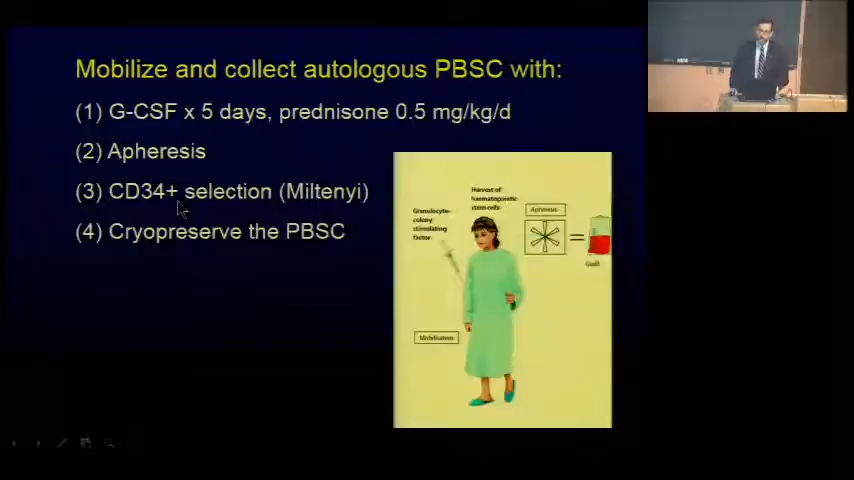 Mobilize and collect autologous PBSC with:
(1) G-CSF x 5 days, prednisone 0.5 mg/kg/d
(2) Apheresis
(3) CD34+ selection (Miltenyi)
(4) Cryopreserve the PBSC
Harvest of
haematopoietic
stem cells
Granulocyte-
colony
stimulating
factor
Apheresis
=
Mobilisation